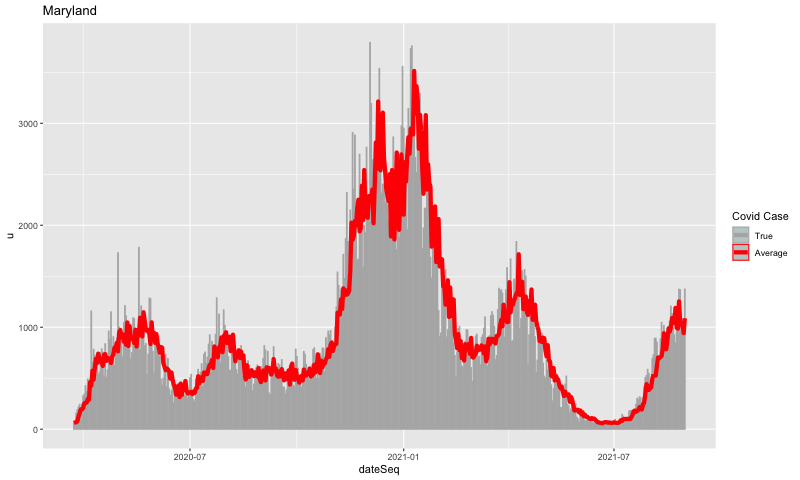 Maryland
u
3000
2000
1000
0
2020-07
2021-01
2021-07
dateSeq
Covid Case
True
Average